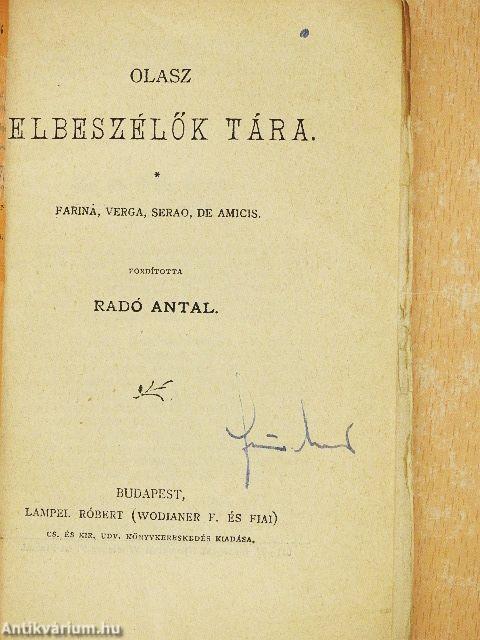 OLASZ
ELBESZÉLŐK TÁRA.
*
FARINA, VERGA, SERAO, DE AMICIS.
FORDÍTOTTA
RADÓ ANTAL.
BUDAPEST,
LAMPEL RÓBERT (WODIANER F. ÉS FIAI)
CS. ÉS KIR. UDV. KÖNYVKERESKEDÉS KIADÁSA.
Antikvárium.hu